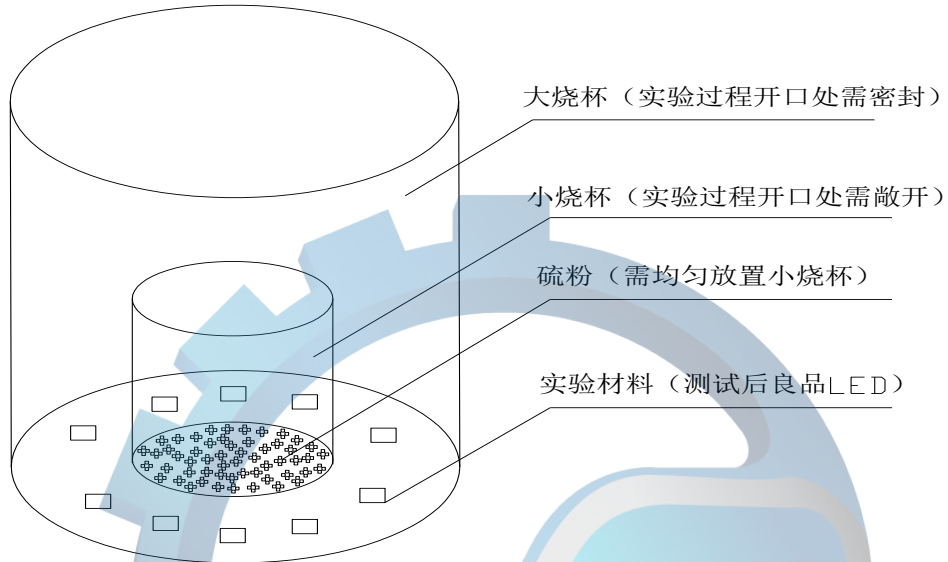 大烧杯（实验过程开口处需密封）
小烧杯（实验过程开口处需敞开）
硫粉（需均匀放置小烧杯）
实验材料（测试后良品LED）